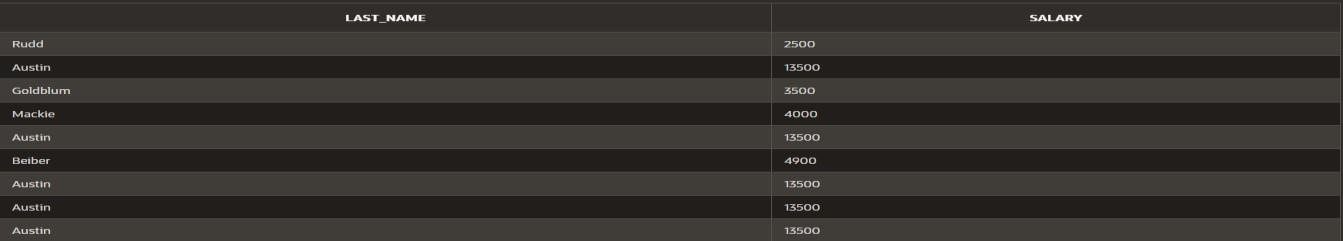 LAST_NAME SALARY
Rudd 2500
Austin 13500
Goldblum 3500
Mackie 4000
Austin 13500
Beiber 4900
Austin 13500
Austin 13500
Austin 13500